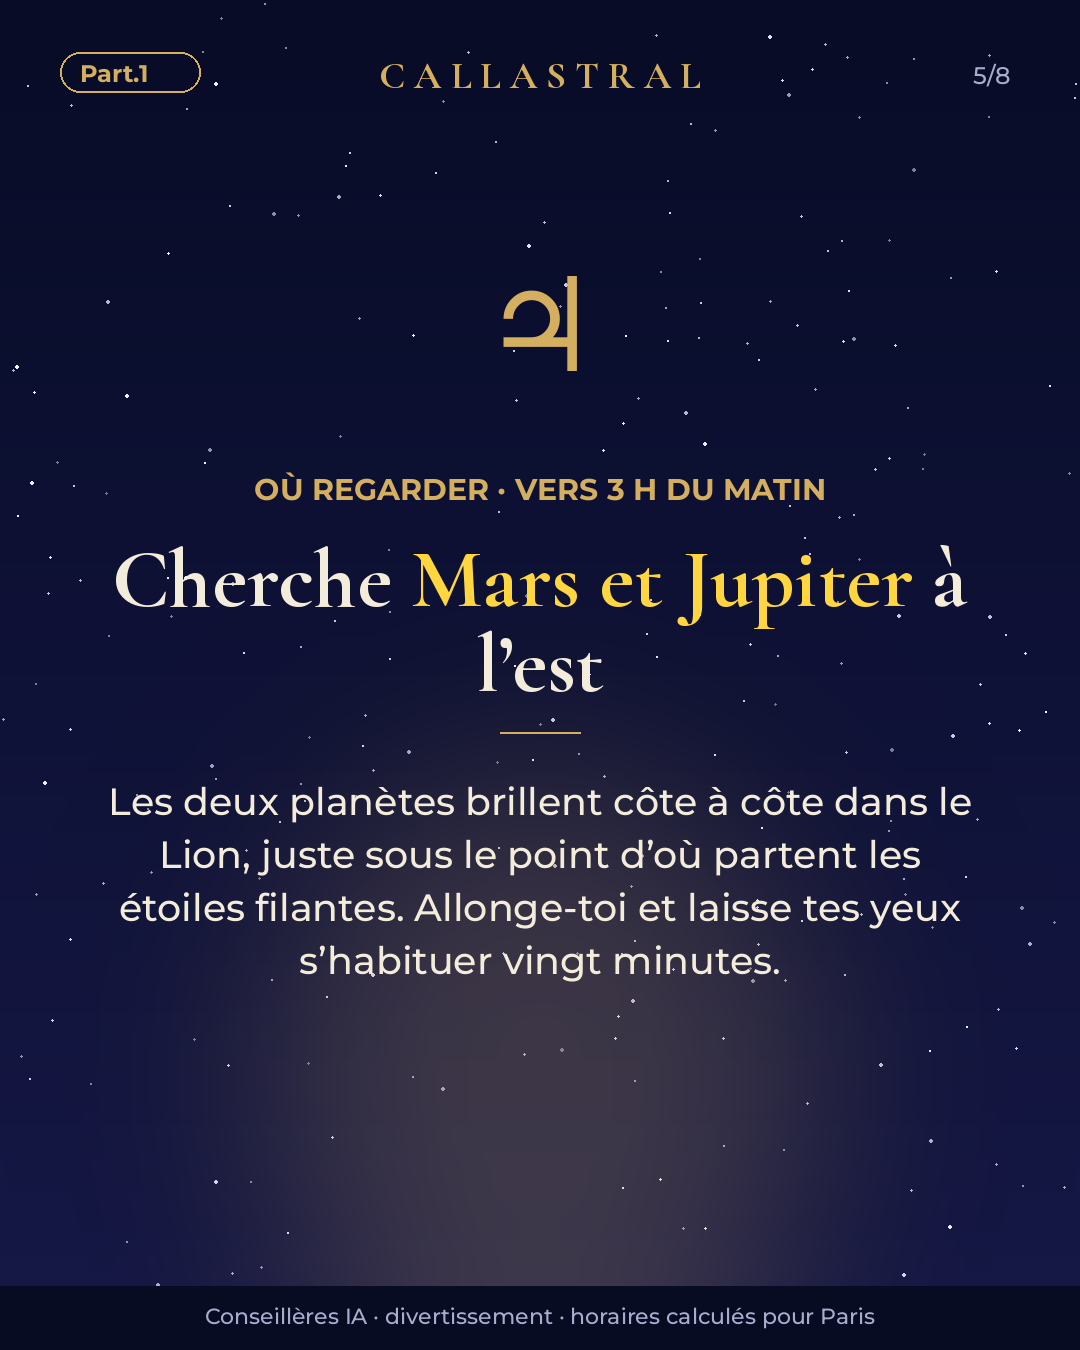 Part.1
CALLASTRAL
5/8
♃
OÙ REGARDER · VERS 3 H DU MATIN
Cherche Mars et Jupiter à
l’est
Les deux planètes brillent côte à côte dans le
Lion, juste sous le point d’où partent les
étoiles filantes. Allonge-toi et laisse tes yeux
s’habituer vingt minutes.
Conseillères IA · divertissement · horaires calculés pour Paris